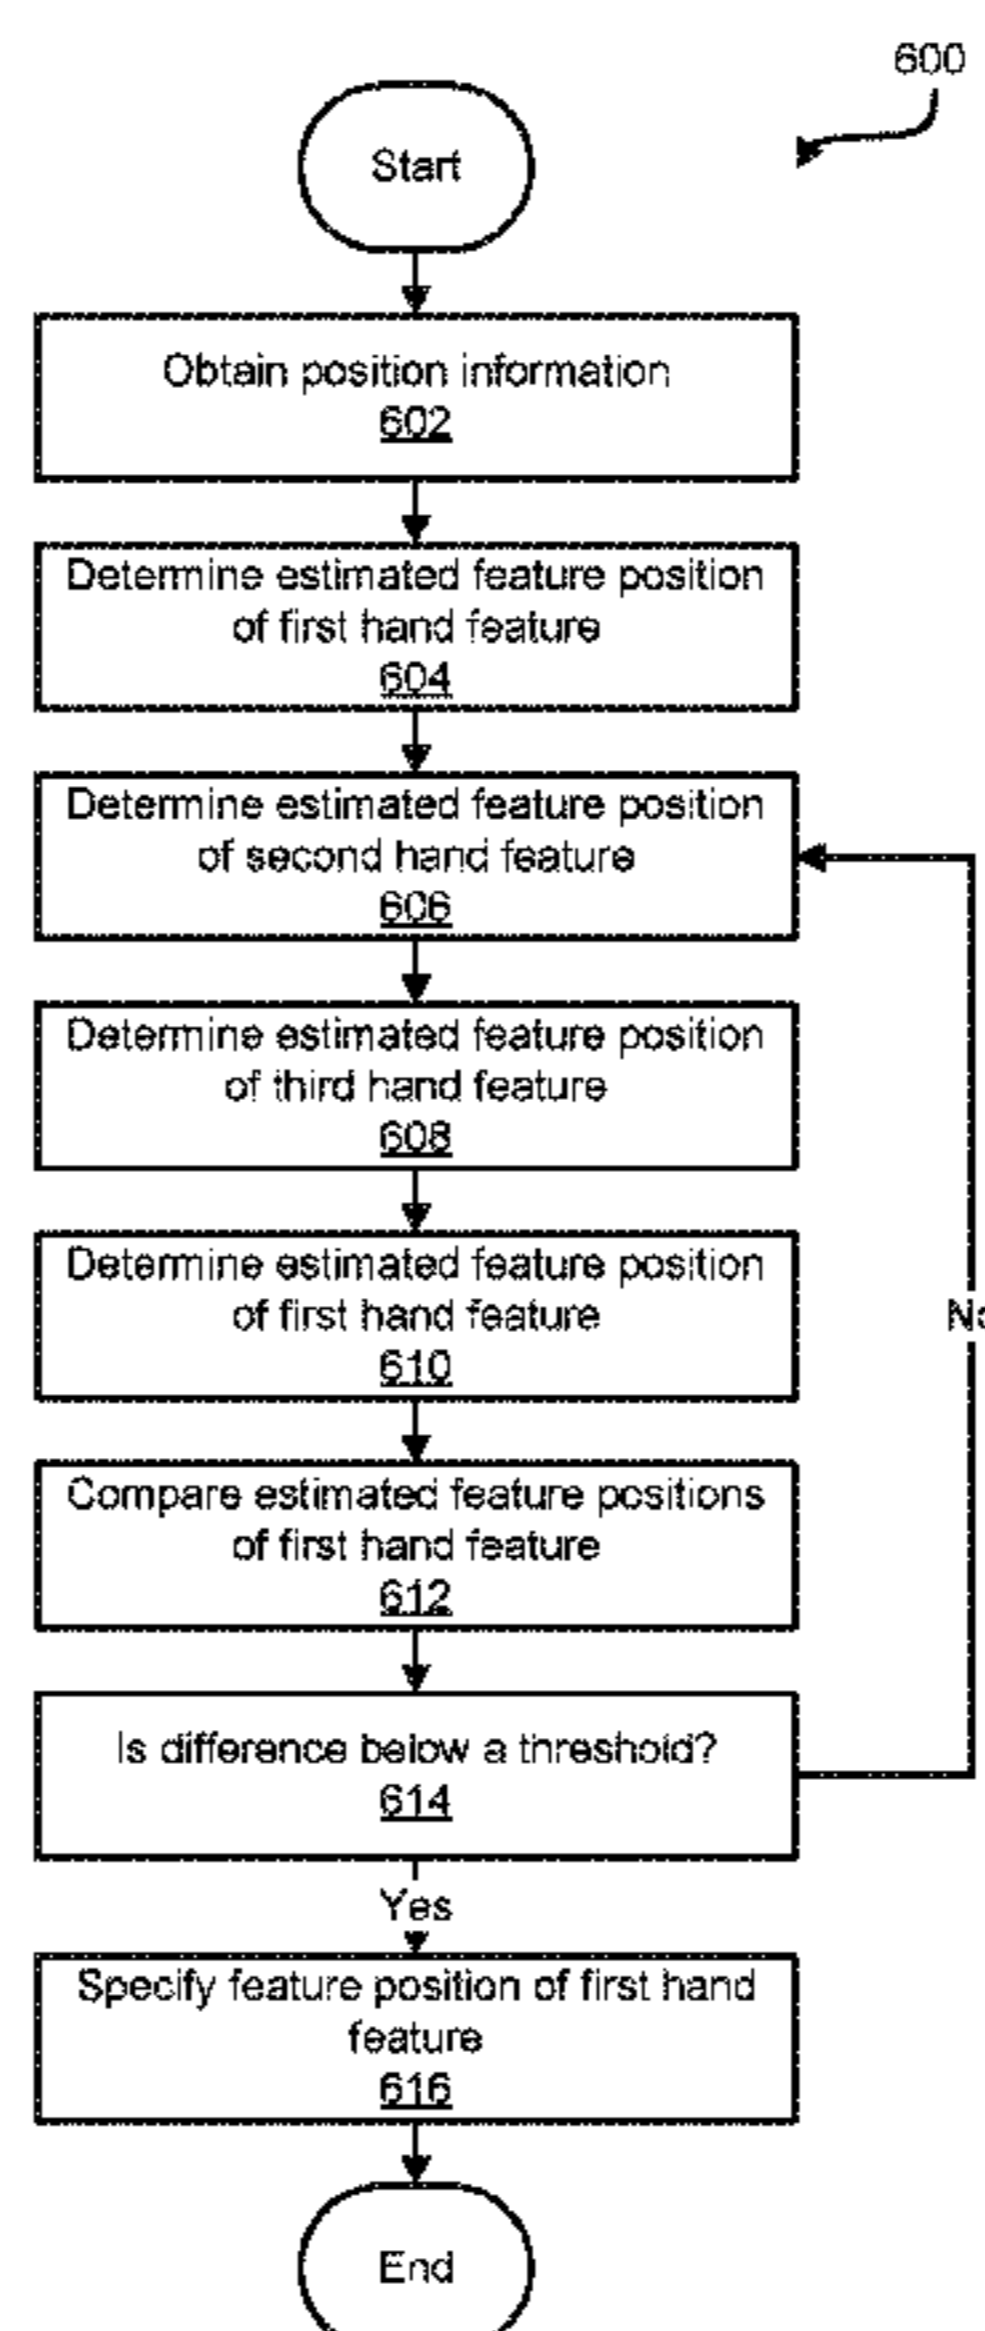 600
Start
Obtain position information
602
Determine estimated feature position
of first hand feature
604
Determine estimated feature position
of second hand feature
606
Determine estimated feature position
of third hand feature
608
Determine estimated feature position
of first hand feature
610
Compare estimated feature positions
of first hand feature
612
Is difference below a threshold?
614
Yes
Specify feature position of first hand
feature
616
End